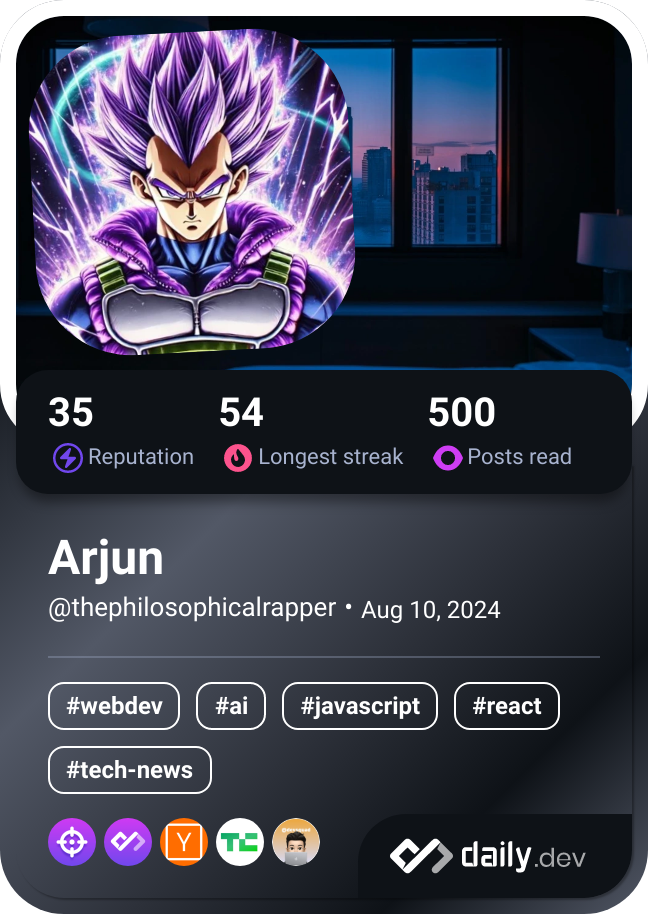 35 54 500
Reputation Longest streak Posts read
Arjun
@thephilosophicalrapper • Aug 10, 2024
#webdev #ai #javascript #react
#tech-news
Y TC
daily.dev